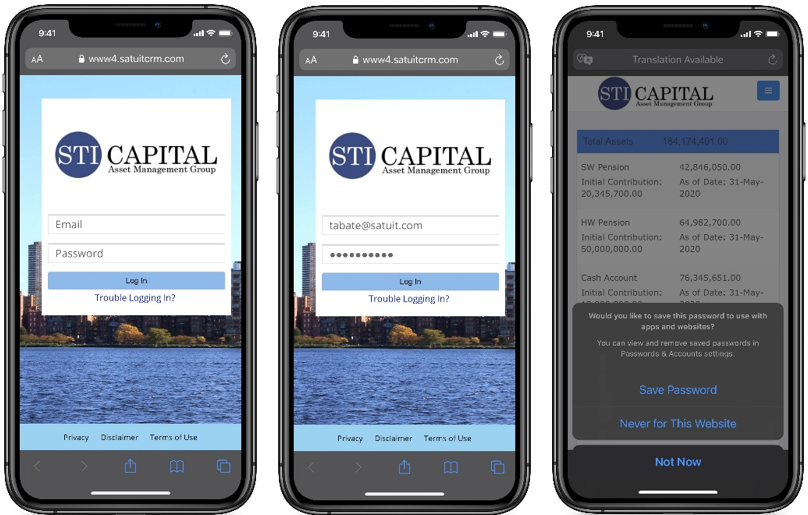 9:41
AA www4.satuitcrm.com
STI CAPITAL
Asset Management Group
Email
Password
Log In
Trouble Logging In?
Privacy Disclaimer Terms of Use
9:41
AA www4.satuitcrm.com
STI CAPITAL
Asset Management Group
tabate@satuit.com
Log In
Trouble Logging In?
Privacy Disclaimer Terms of Use
9:41
Translation Available
STI CAPITAL
Asset Management Group
Total Assets 184,174,401.00
SW Pension 42,846,050.00
Initial Contribution: As of Date: 31-May-
20,345,700.00 2020
HW Pension 64,982,700.00
Initial Contribution: As of Date: 31-May-
50,000,000.00 2020
Cash Account 76,345,651.00
Initial Contribution: As of Date: 31-May-
Would you like to save this password to use with
apps and websites?
You can view and remove saved passwords in
Passwords & Accounts settings.
Save Password
Never for This Website
Not Now